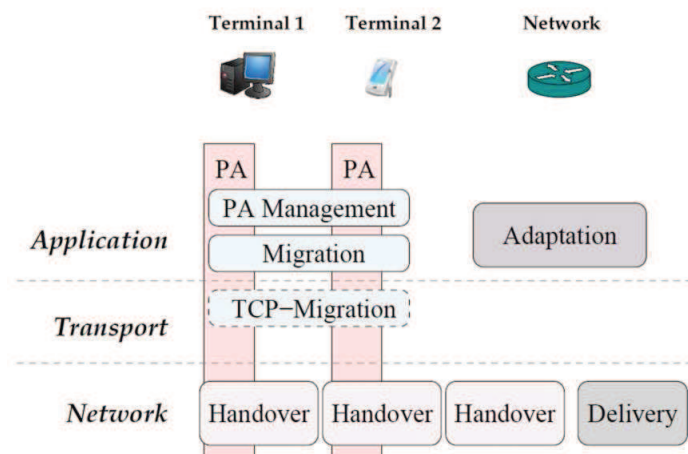 Terminal 1 Terminal 2 Network
PA PA
PA Management
Application Adaptation
Migration
TCP–Migration
Transport
Network Handover Handover Handover Delivery